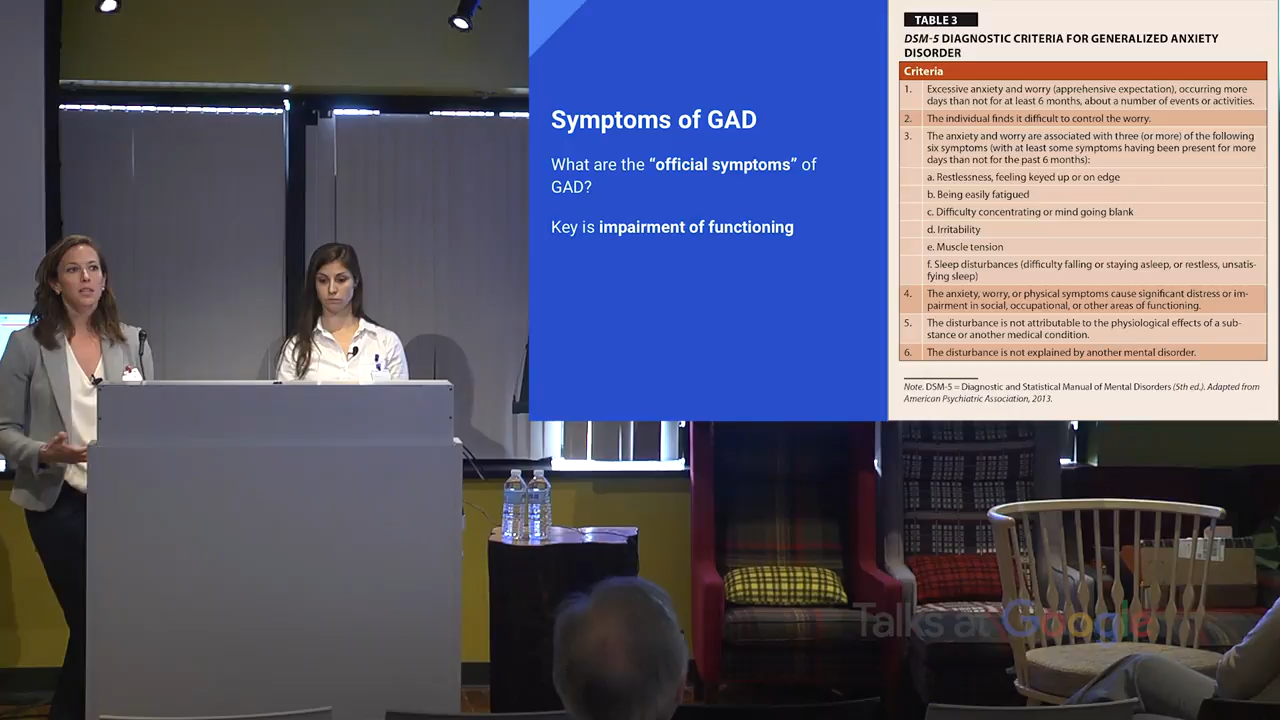 Symptoms of GAD
What are the “official symptoms” of
GAD?
Key is impairment of functioning
TABLE 3
DSM-5 DIAGNOSTIC CRITERIA FOR GENERALIZED ANXIETY
DISORDER
Criteria
1. Excessive anxiety and worry (apprehensive expectation), occurring more
days than not for at least 6 months, about a number of events or activities.
2. The individual finds it difficult to control the worry.
3. The anxiety and worry are associated with three (or more) of the following
six symptoms (with at least some symptoms having been present for more
days than not for the past 6 months):
a. Restlessness, feeling keyed up or on edge
b. Being easily fatigued
c. Difficulty concentrating or mind going blank
d. Irritability
e. Muscle tension
f. Sleep disturbances (difficulty falling or staying asleep, or restless, unsatis-
fying sleep)
4. The anxiety, worry, or physical symptoms cause significant distress or im-
pairment in social, occupational, or other areas of functioning.
5. The disturbance is not attributable to the physiological effects of a sub-
stance or another medical condition.
6. The disturbance is not explained by another mental disorder.
Note. DSM-5 = Diagnostic and Statistical Manual of Mental Disorders (5th ed.). Adapted from
American Psychiatric Association, 2013.
Talks at Google